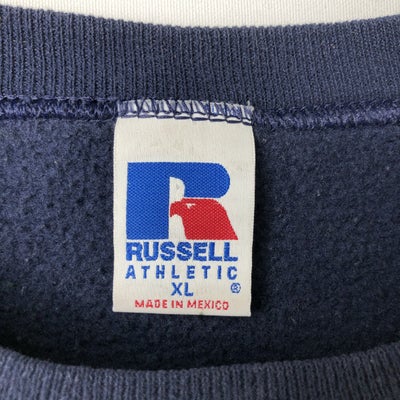 R
RUSSELL
ATHLETIC ®
XL
MADE IN MEXICO